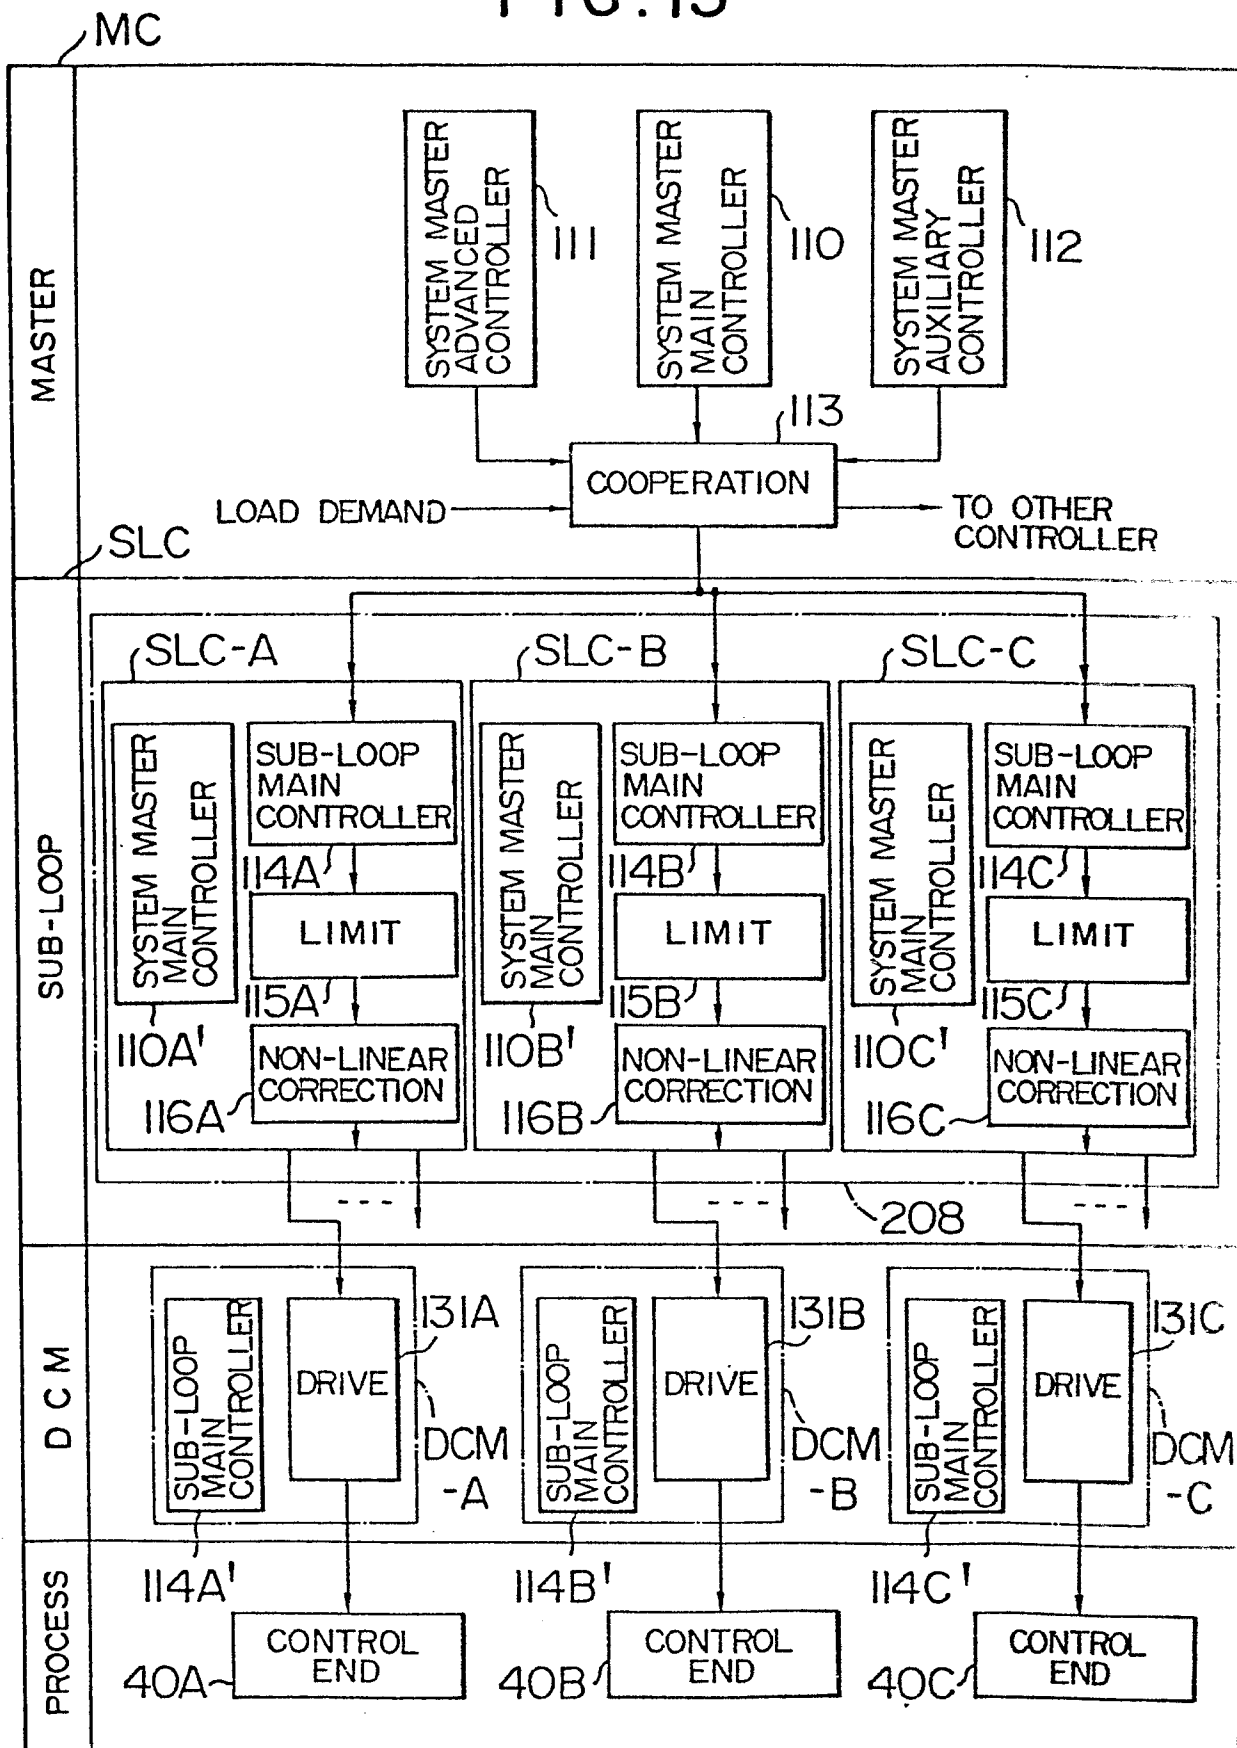 FIG. 13
MC
MASTER
SYSTEM MASTER
ADVANCED
CONTROLLER
111
SYSTEM MASTER
MAIN
CONTROLLER
110
SYSTEM MASTER
AUXILIARY
CONTROLLER
112
113
COOPERATION
LOAD DEMAND
TO OTHER
CONTROLLER
SLC
SUB-LOOP
SLC-A
SYSTEM MASTER
MAIN
CONTROLLER
110A'
SUB-LOOP
MAIN
CONTROLLER
114A
LIMIT
115A
NON-LINEAR
CORRECTION
116A
SLC-B
SYSTEM MASTER
MAIN
CONTROLLER
110B'
SUB-LOOP
MAIN
CONTROLLER
114B
LIMIT
115B
NON-LINEAR
CORRECTION
116B
SLC-C
SYSTEM MASTER
MAIN
CONTROLLER
110C'
SUB-LOOP
MAIN
CONTROLLER
114C
LIMIT
115C
NON-LINEAR
CORRECTION
116C
208
DCM
SUB-LOOP
MAIN
CONTROLLER
114A'
DRIVE
131A
DCM
-A
SUB-LOOP
MAIN
CONTROLLER
114B'
DRIVE
131B
DCM
-B
SUB-LOOP
MAIN
CONTROLLER
114C'
DRIVE
131C
DCM
-C
PROCESS
CONTROL
END
40A
CONTROL
END
40B
CONTROL
END
40C